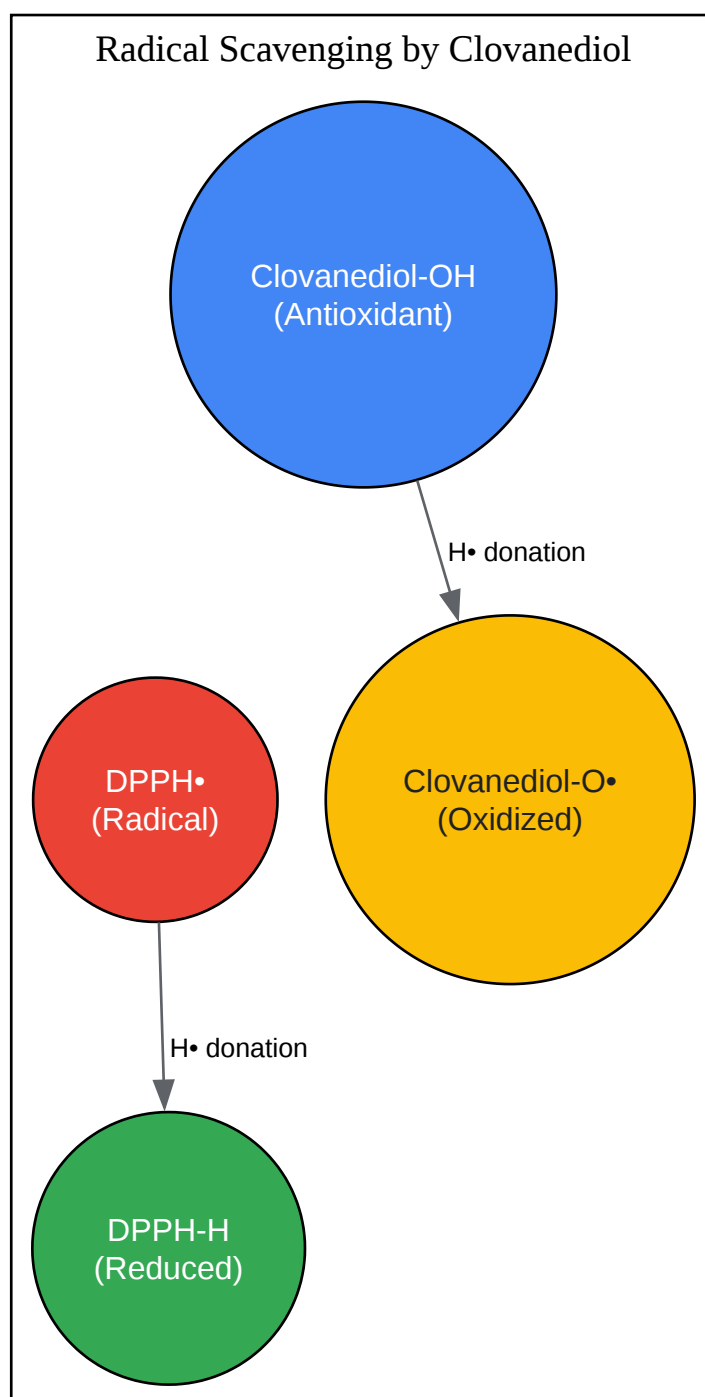 Radical Scavenging by Clovanediol
Clovanediol-OH
(Antioxidant)
H• donation
DPPH•
(Radical)
Clovanediol-O•
(Oxidized)
H• donation
DPPH-H
(Reduced)